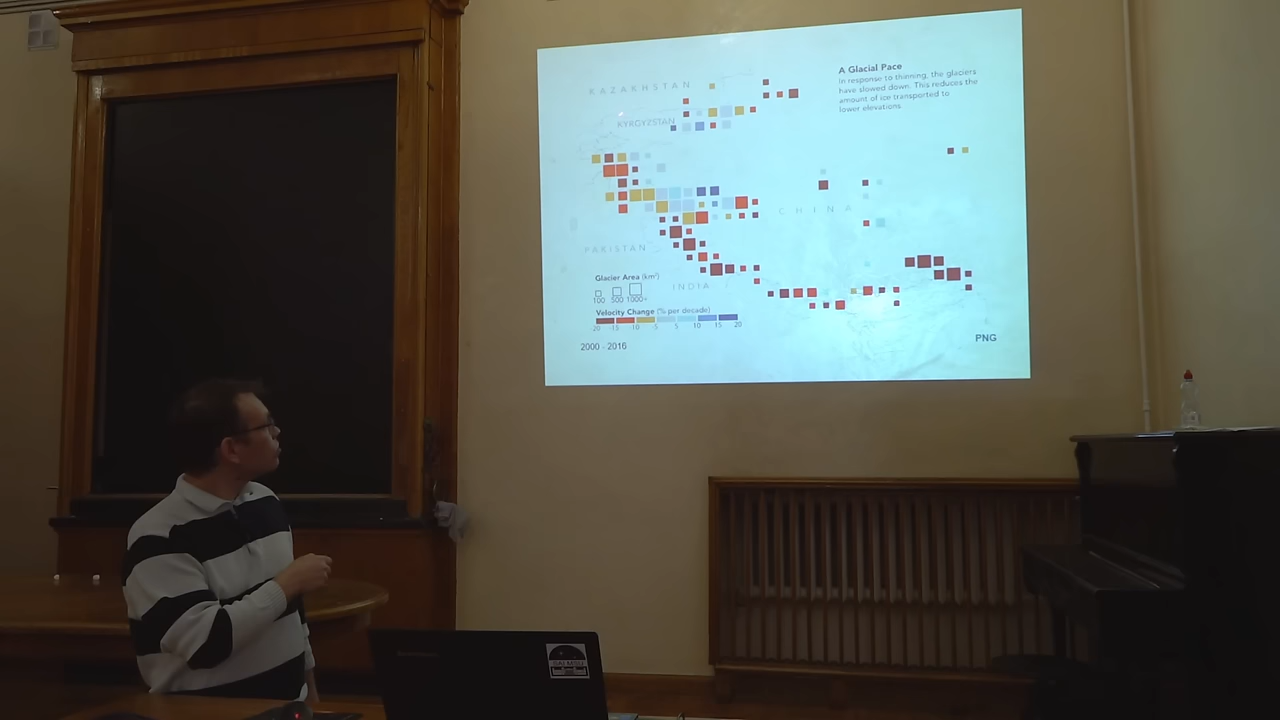 A Glacial Pace
In response to thinning, the glaciers
have slowed down. This reduces the
amount of ice transported to
lower elevations
KAZAKHSTAN
KYRGYZSTAN
CHINA
PAKISTAN
INDIA
Glacier Area (km²)
100 500 1000+
Velocity Change (% per decade)
-20 -15 -10 -5 5 10 15 20
2000 - 2016
PNG